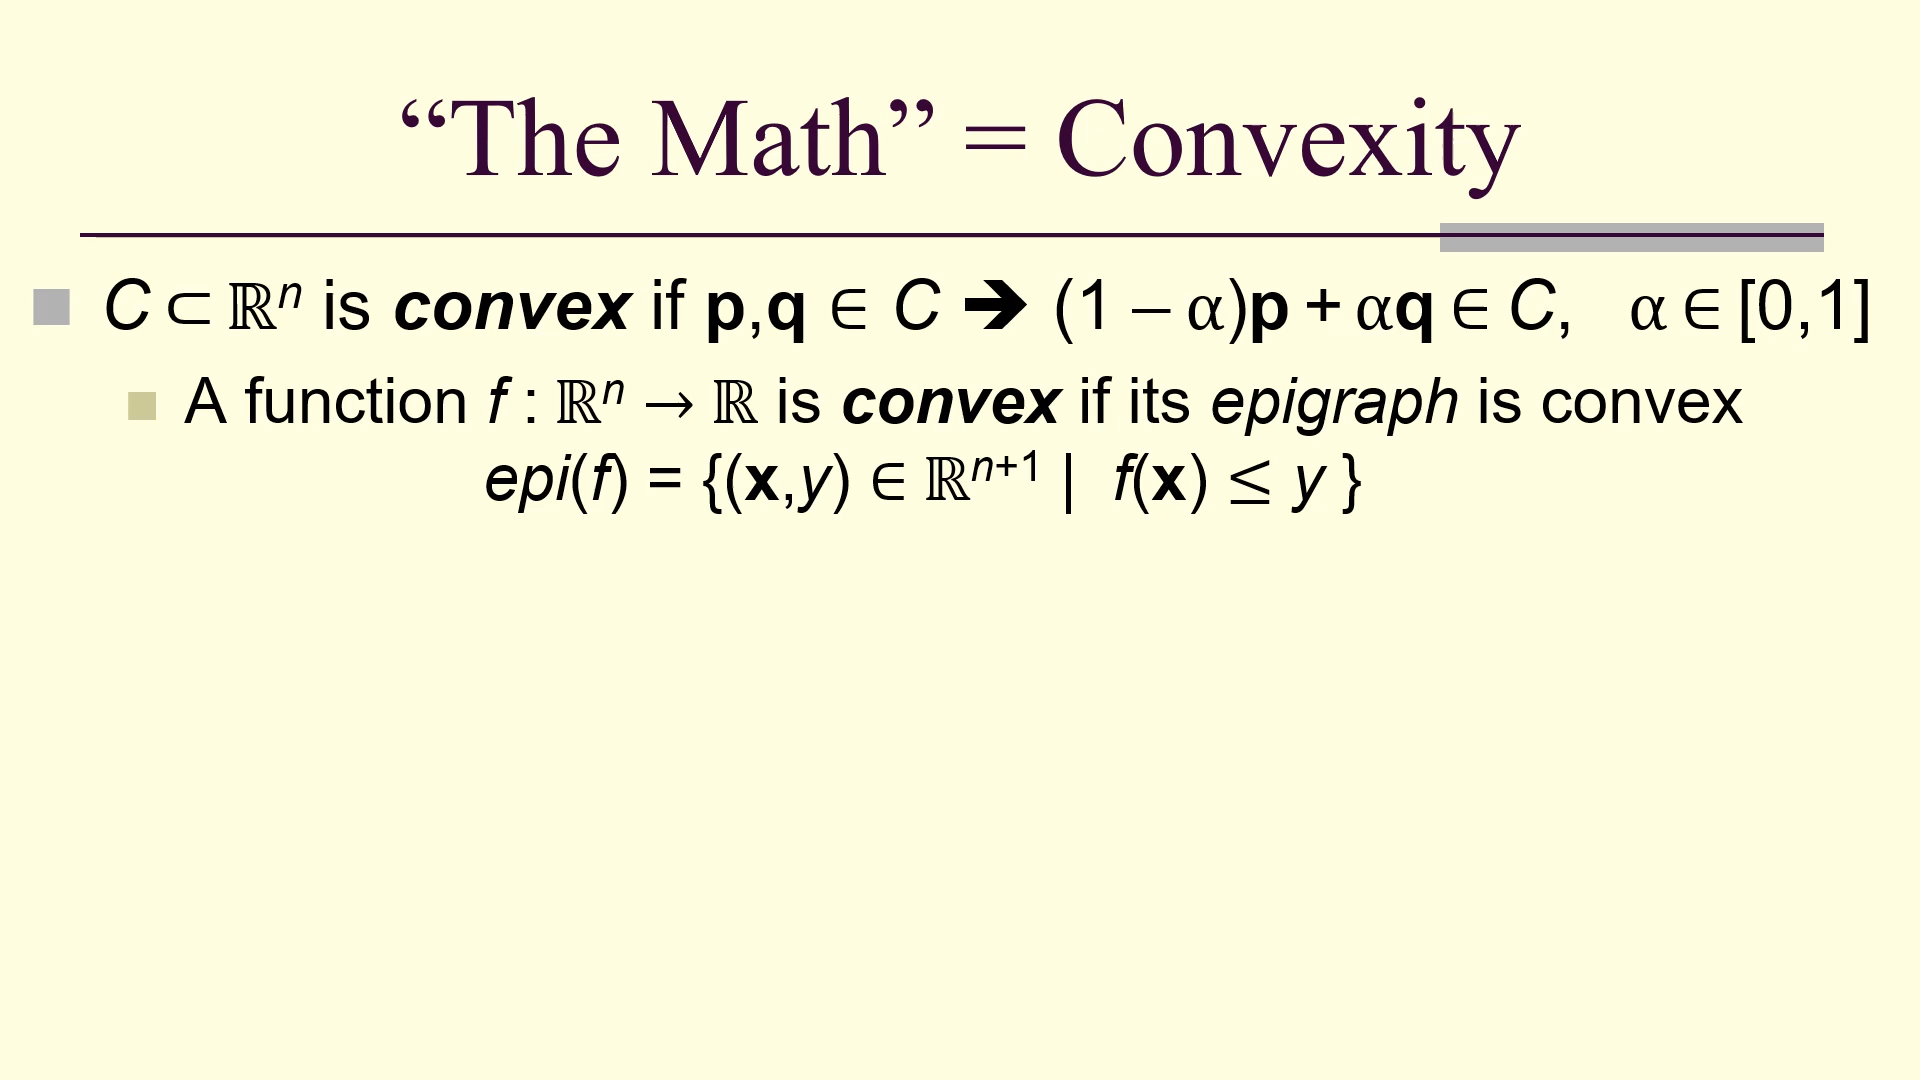 “The Math” = Convexity
C ⊂ ℝⁿ is convex if p,q ∈ C ➔ (1 – α)p + αq ∈ C, α ∈ [0,1]
A function f : ℝⁿ → ℝ is convex if its epigraph is convex
epi(f) = {(x,y) ∈ ℝⁿ⁺¹ | f(x) ≤ y }